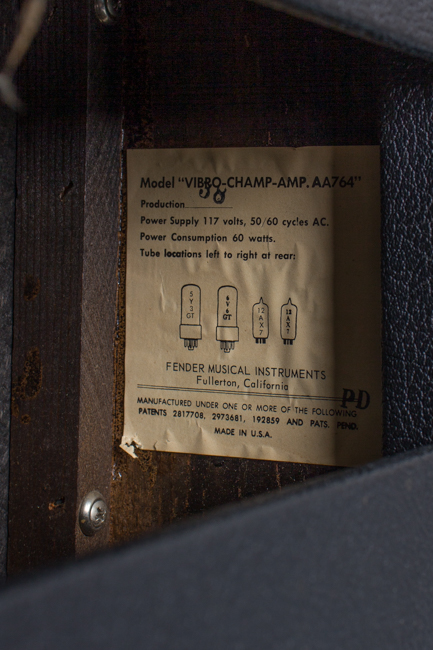 Model "VIBRO-CHAMP-AMP. AA764"
38
Production
Power Supply 117 volts, 50/60 cycles AC.
Power Consumption 60 watts.
Tube locations left to right at rear:
5Y3GT 6V6GT 12AX7 12AX7
FENDER MUSICAL INSTRUMENTS
Fullerton, California
PD
MANUFACTURED UNDER ONE OR MORE OF THE FOLLOWING
PATENTS 2817708, 2973681, 192859 AND PATS. PEND.
MADE IN U.S.A.